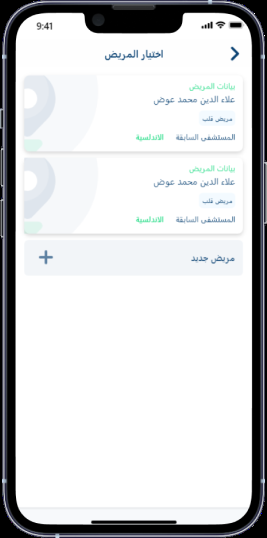 9:41
اختيار المريض
بيانات المريض
علاء الدين محمد عوض
مريض قلب
المستشفى السابقة الاندلسية
بيانات المريض
علاء الدين محمد عوض
مريض قلب
المستشفى السابقة الاندلسية
مريض جديد